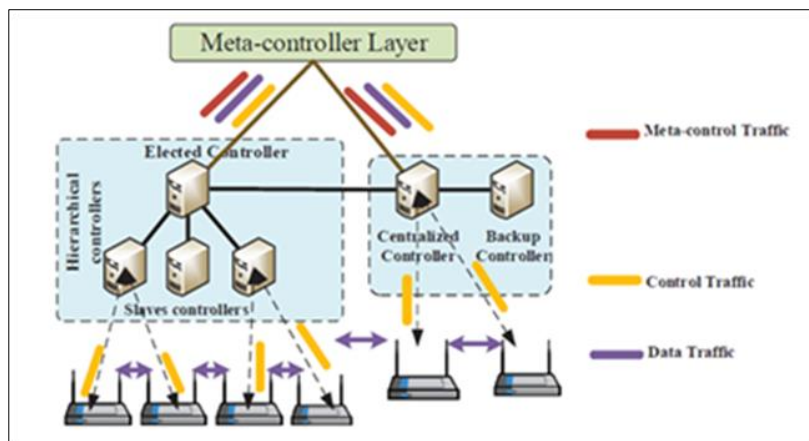 Meta-controller Layer
Meta-control Traffic
Elected Controller
Hierarchical
controllers
Centralized
Controller
Backup
Controller
Slaves controllers
Control Traffic
Data Traffic